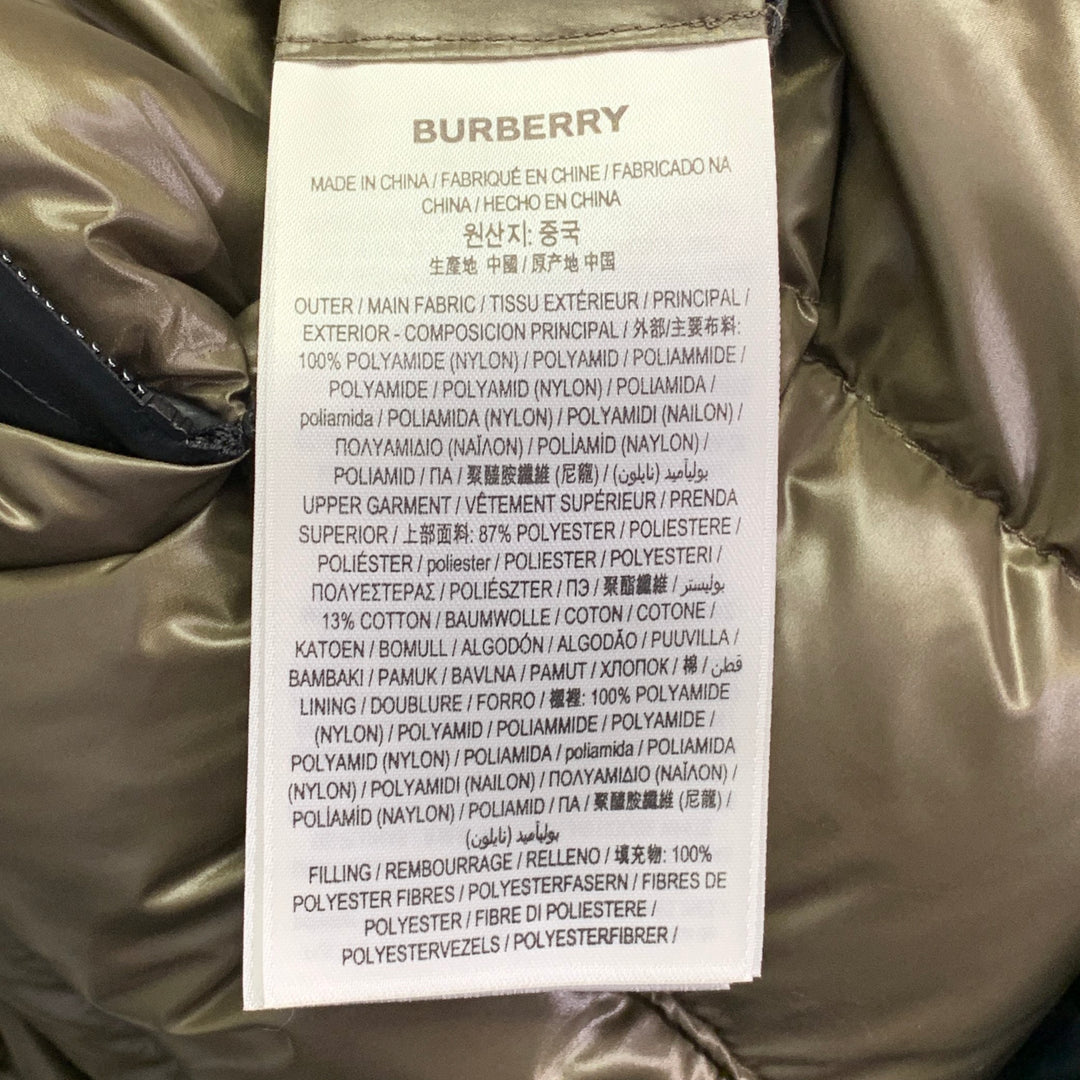 BURBERRY
MADE IN CHINA / FABRIQUÉ EN CHINE / FABRICADO NA
CHINA / HECHO EN CHINA
원산지: 중국
生產地 中國 / 原产地 中国
OUTER / MAIN FABRIC / TISSU EXTÉRIEUR / PRINCIPAL /
EXTERIOR - COMPOSICION PRINCIPAL / 外部/主要布料:
100% POLYAMIDE (NYLON) / POLYAMID / POLIAMMIDE /
POLYAMIDE / POLYAMID (NYLON) / POLIAMIDA /
poliamida / POLIAMIDA (NYLON) / POLYAMIDI (NAILON) /
ΠΟΛΥΑΜΙΔΙΟ (ΝΑΪΛΟΝ) / POLİAMİD (NAYLON) /
POLIAMID / ПА / 聚醯胺纖維 (尼龍) / بوليأميد (نايلون) /
UPPER GARMENT / VÊTEMENT SUPÉRIEUR / PRENDA
SUPERIOR / 上部面料: 87% POLYESTER / POLIESTERE /
POLIÉSTER / poliester / POLYESTER / POLYESTERI /
ΠΟΛΥΕΣΤΕΡΑΣ / POLIÉSZTER / ПЭ / 聚酯纖維 / بوليستر
13% COTTON / BAUMWOLLE / COTON / COTONE /
KATOEN / BOMULL / ALGODÓN / ALGODÃO / PUUVILLA /
BAMBAKI / PAMUK / BAVLNA / PAMUT / ХЛОПОК / 棉 / قطن
LINING / DOUBLURE / FORRO / 襯裡: 100% POLYAMIDE
(NYLON) / POLYAMID / POLIAMMIDE / POLYAMIDE /
POLYAMID (NYLON) / POLIAMIDA / poliamida / POLIAMIDA
(NYLON) / POLYAMIDI (NAILON) / ΠΟΛΥΑΜΙΔΙΟ (ΝΑΪΛΟΝ) /
POLİAMİD (NAYLON) / POLIAMID / ПА / 聚醯胺纖維 (尼龍) /
بوليأميد (نايلون)
FILLING / REMBOURRAGE / RELLENO / 填充物: 100%
POLYESTER FIBRES / POLYESTERFASERN / FIBRES DE
POLYESTER / FIBRE DI POLIESTERE /
POLYESTERVEZELS / POLYESTERFIBRER /